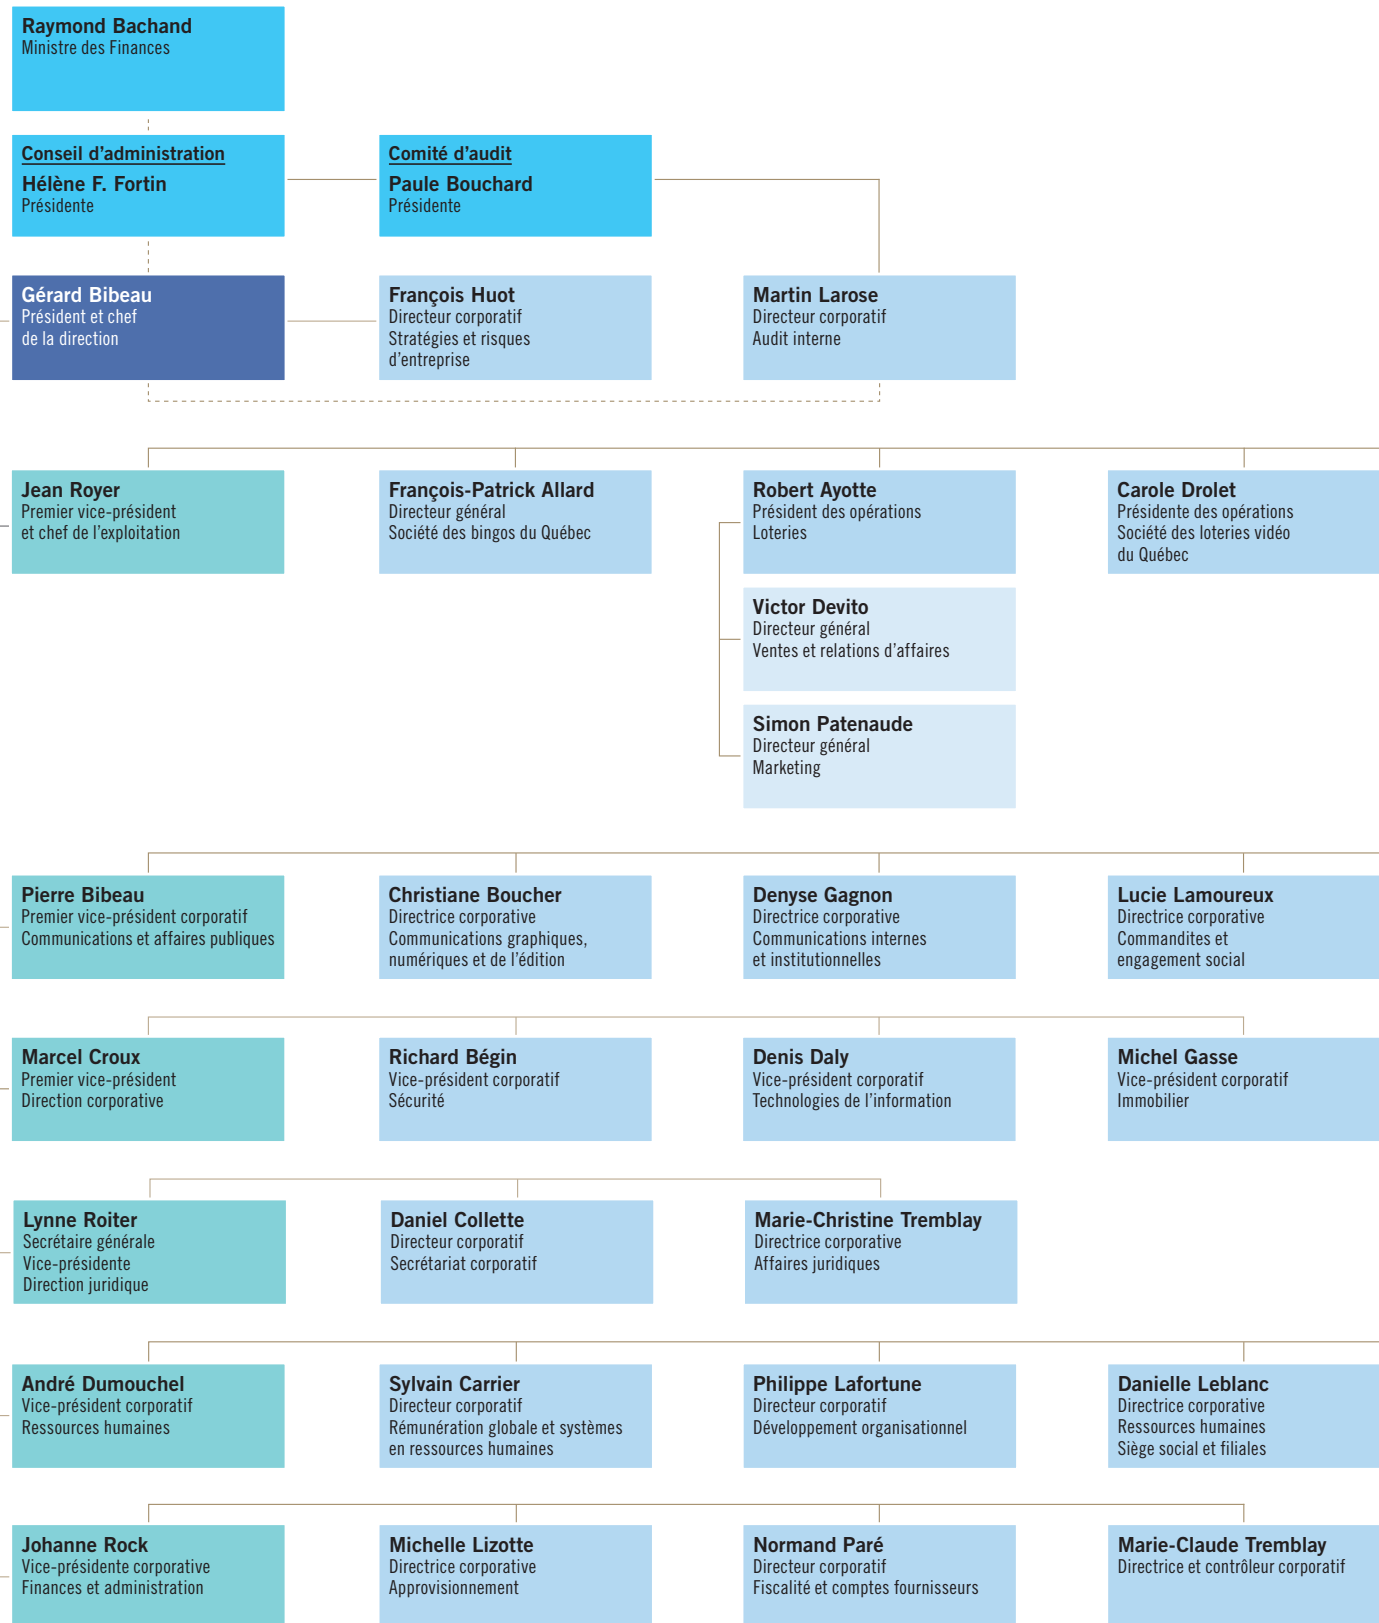 Raymond Bachand
Ministre des Finances
Conseil d'administration
Hélène F. Fortin
Présidente
Comité d'audit
Paule Bouchard
Présidente
Gérard Bibeau
Président et chef
de la direction
François Huot
Directeur corporatif
Stratégies et risques
d'entreprise
Martin Larose
Directeur corporatif
Audit interne
Jean Royer
Premier vice-président
et chef de l'exploitation
François-Patrick Allard
Directeur général
Société des bingos du Québec
Robert Ayotte
Président des opérations
Loteries
Carole Drolet
Présidente des opérations
Société des loteries vidéo
du Québec
Victor Devito
Directeur général
Ventes et relations d'affaires
Simon Patenaude
Directeur général
Marketing
Pierre Bibeau
Premier vice-président corporatif
Communications et affaires publiques
Christiane Boucher
Directrice corporative
Communications graphiques,
numériques et de l'édition
Denyse Gagnon
Directrice corporative
Communications internes
et institutionnelles
Lucie Lamoureux
Directrice corporative
Commandites et
engagement social
Marcel Croux
Premier vice-président
Direction corporative
Richard Bégin
Vice-président corporatif
Sécurité
Denis Daly
Vice-président corporatif
Technologies de l'information
Michel Gasse
Vice-président corporatif
Immobilier
Lynne Roiter
Secrétaire générale
Vice-présidente
Direction juridique
Daniel Collette
Directeur corporatif
Secrétariat corporatif
Marie-Christine Tremblay
Directrice corporative
Affaires juridiques
André Dumouchel
Vice-président corporatif
Ressources humaines
Sylvain Carrier
Directeur corporatif
Rémunération globale et systèmes
en ressources humaines
Philippe Lafortune
Directeur corporatif
Développement organisationnel
Danielle Leblanc
Directrice corporative
Ressources humaines
Siège social et filiales
Johanne Rock
Vice-présidente corporative
Finances et administration
Michelle Lizotte
Directrice corporative
Approvisionnement
Normand Paré
Directeur corporatif
Fiscalité et comptes fournisseurs
Marie-Claude Tremblay
Directrice et contrôleur corporatif